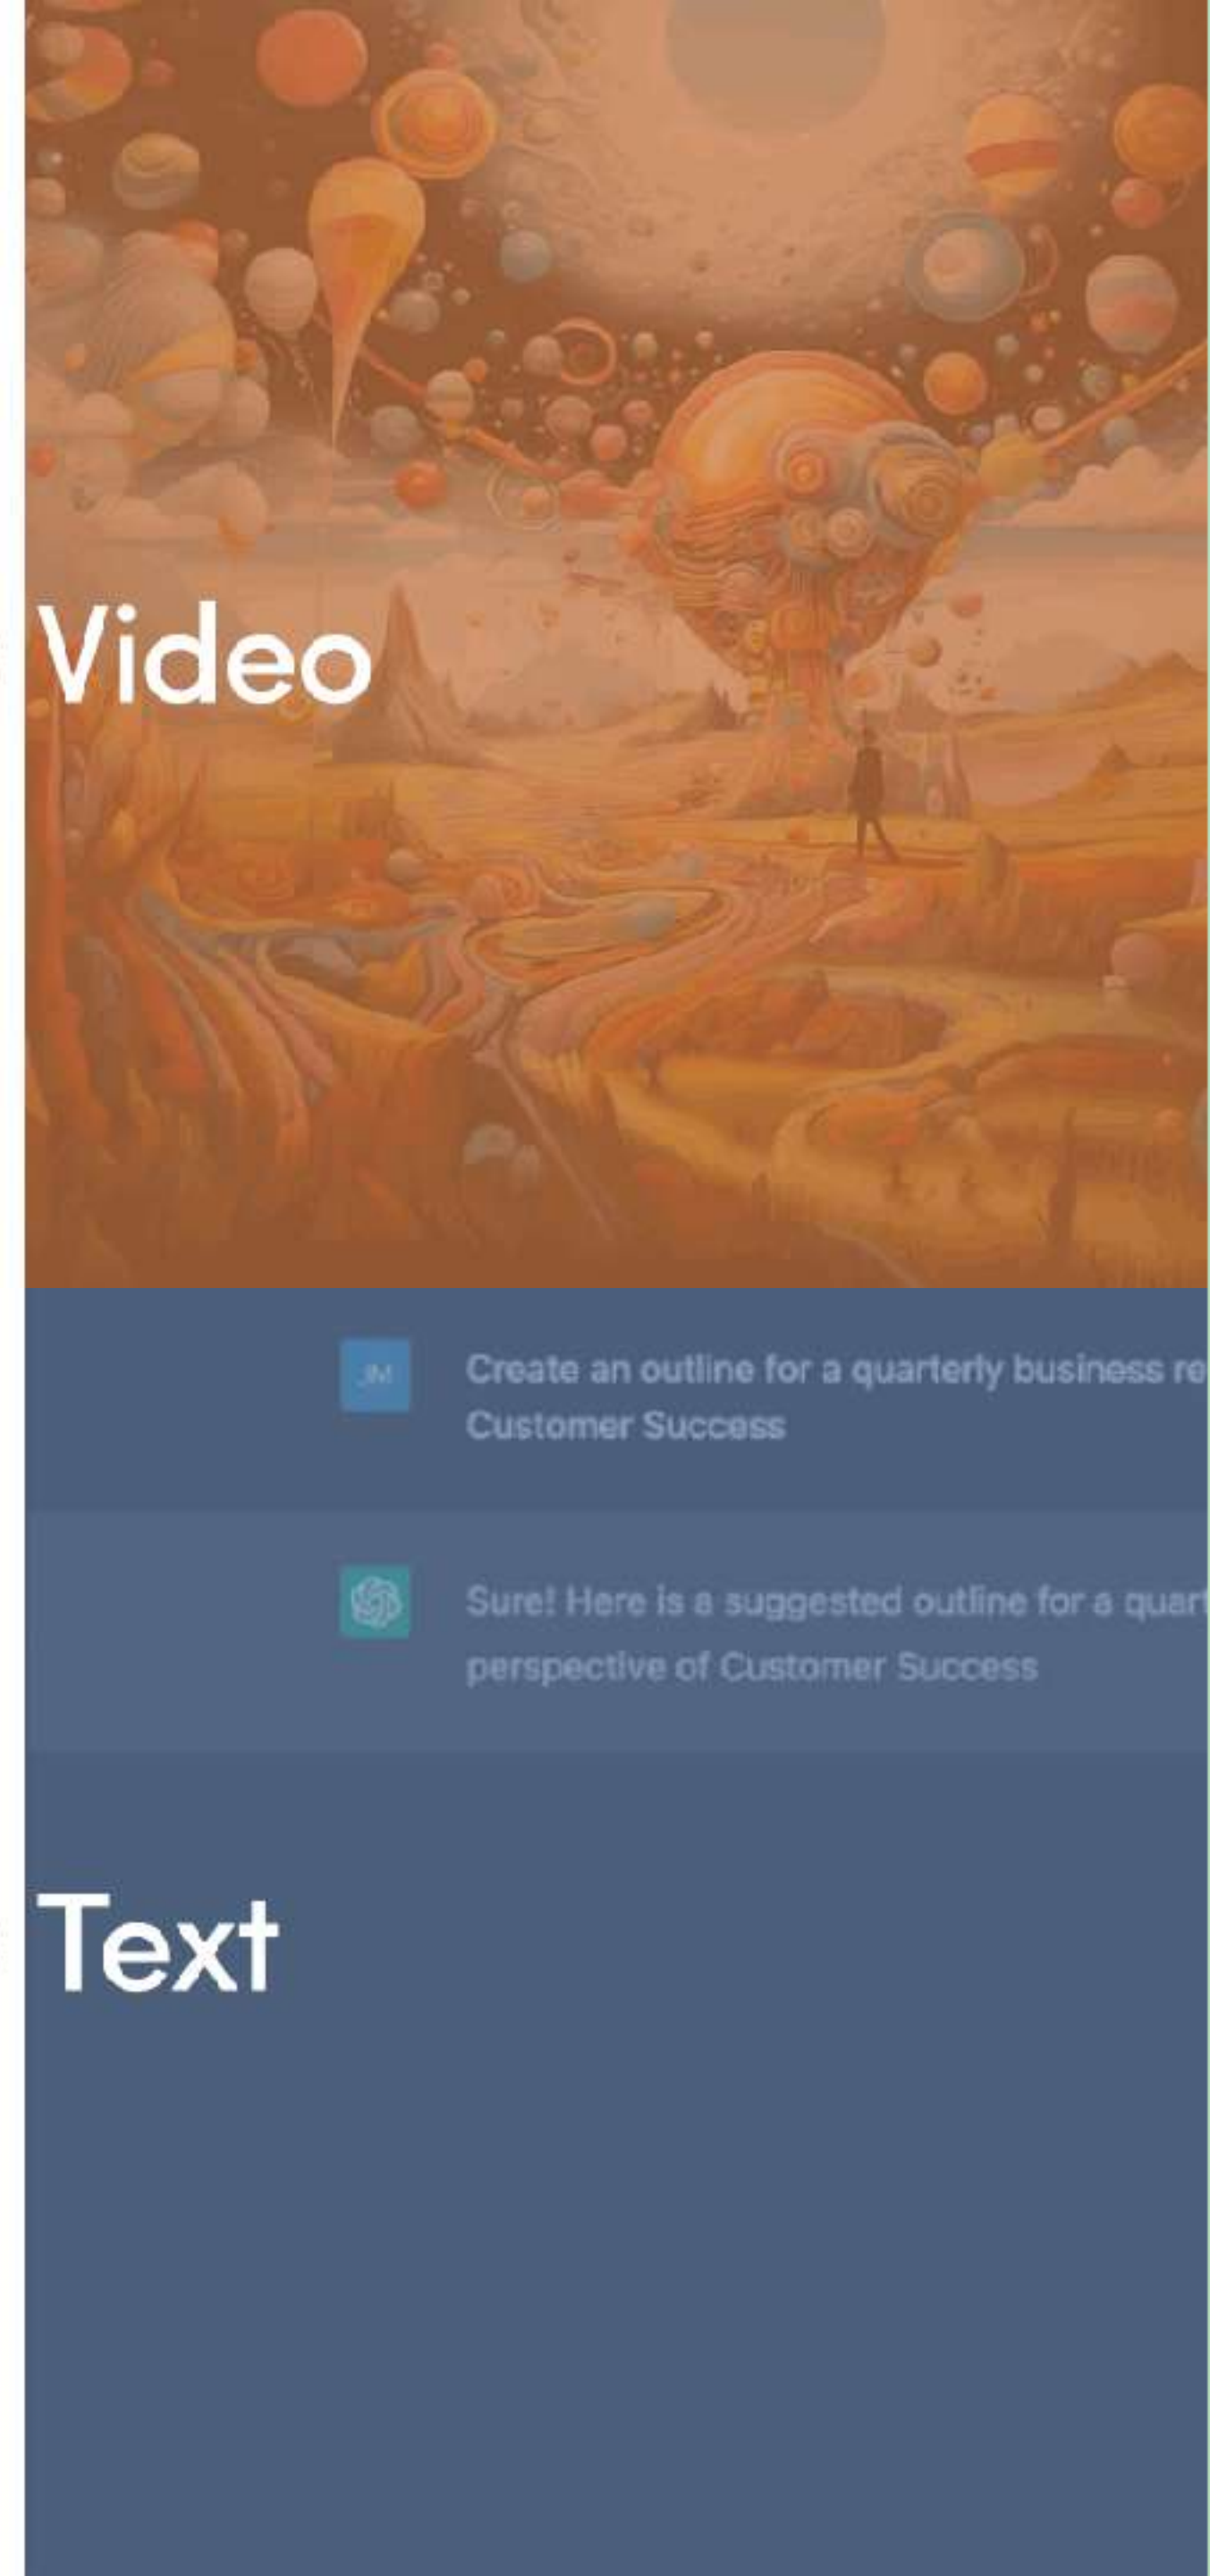 Video
JM
Create an outline for a quarterly business re
Customer Success
Sure! Here is a suggested outline for a quart
perspective of Customer Success
Text